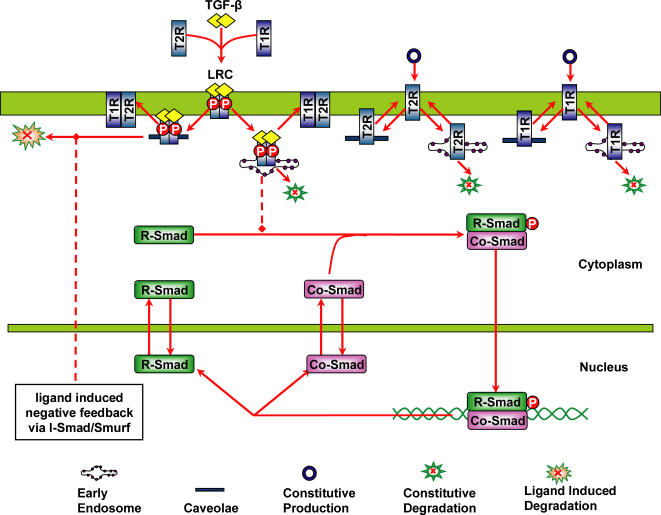 TGF-β
T2R
T1R
LRC
T1R
T2R
P
P
T1R
T2R
T2R
T1R
P
P
T2R
T1R
P
P
T2R
T1R
R-Smad
R-Smad
P
Co-Smad
Cytoplasm
R-Smad
Co-Smad
R-Smad
Co-Smad
Nucleus
ligand induced
negative feedback
via I-Smad/Smurf
R-Smad
P
Co-Smad
Early
Endosome
Caveolae
Constitutive
Production
Constitutive
Degradation
Ligand Induced
Degradation